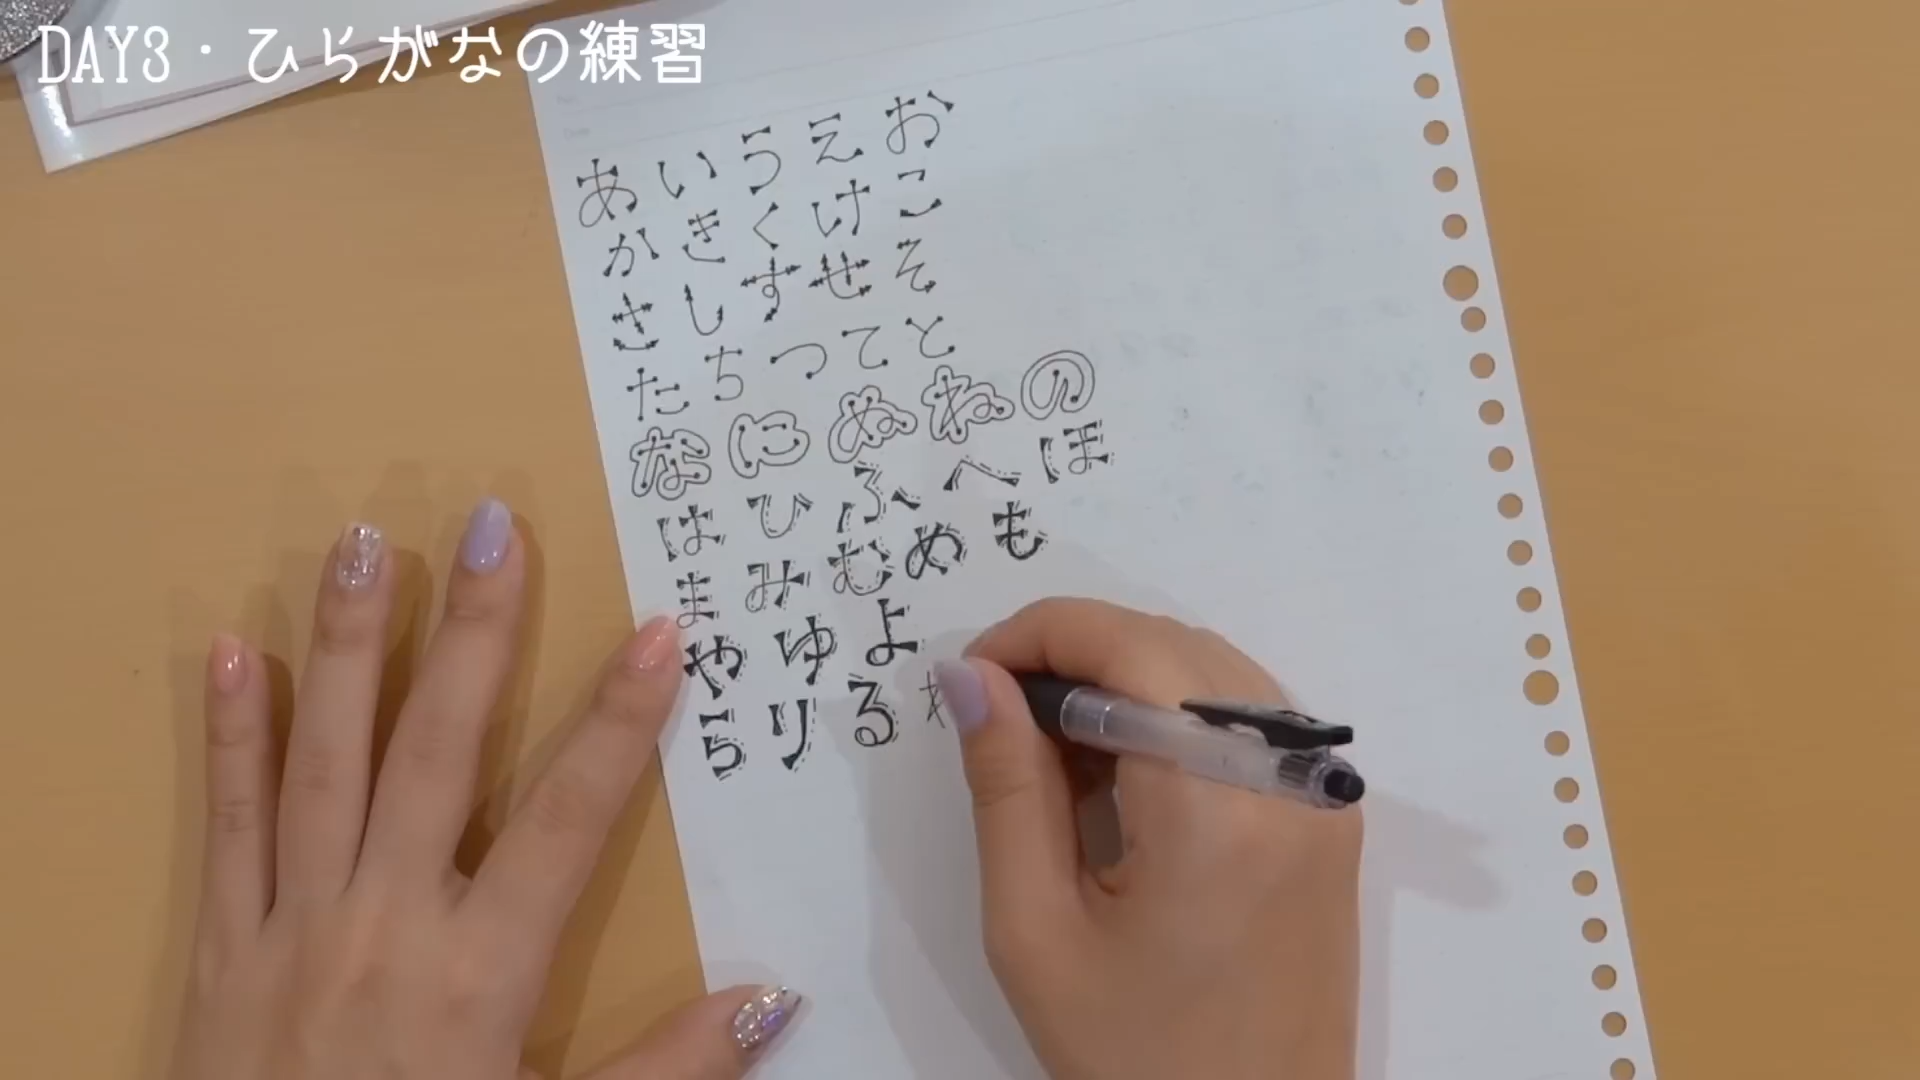 DAY3・ひらがなの練習
あいうえお
かきくけこ
さしすせそ
たちつてと
なにぬねの
はひふへほ
まみむめも
やゆよ
らりる